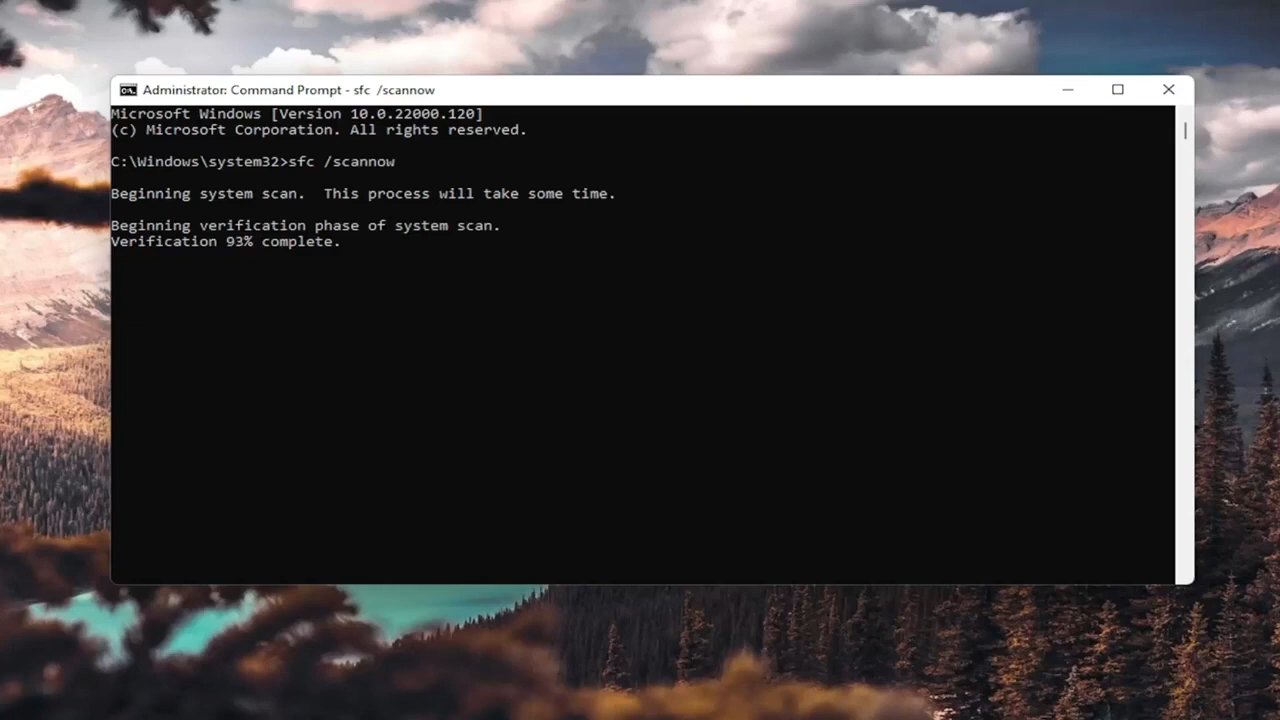 Administrator: Command Prompt - sfc  /scannow
Microsoft Windows [Version 10.0.22000.120]
(c) Microsoft Corporation. All rights reserved.
C:\Windows\system32>sfc /scannow
Beginning system scan.  This process will take some time.
Beginning verification phase of system scan.
Verification 93% complete.